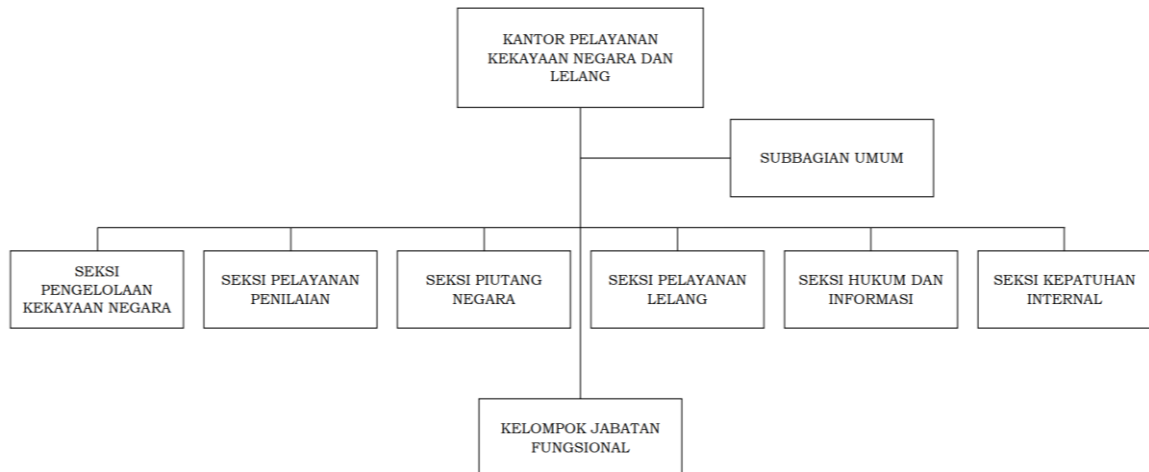 KANTOR PELAYANAN
KEKAYAAN NEGARA DAN
LELANG
SUBBAGIAN UMUM
SEKSI
PENGELOLAAN
KEKAYAAN NEGARA
SEKSI PELAYANAN
PENILAIAN
SEKSI PIUTANG
NEGARA
SEKSI PELAYANAN
LELANG
SEKSI HUKUM DAN
INFORMASI
SEKSI KEPATUHAN
INTERNAL
KELOMPOK JABATAN
FUNGSIONAL